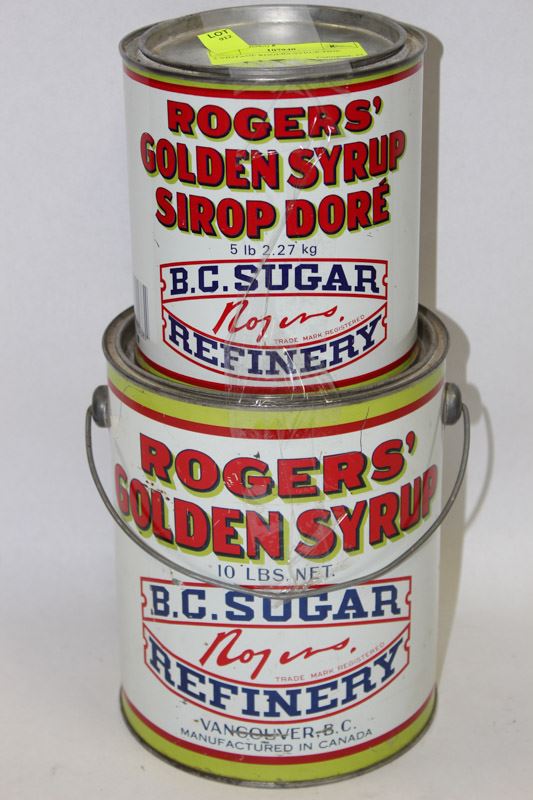 LOT
ROGERS'
GOLDEN SYRUP
SIROP DORÉ
5 lb 2.27 kg
B.C. SUGAR
Rogers.
TRADE MARK REGISTERED
REFINERY
ROGERS'
GOLDEN SYRUP
10 LBS. NET.
B.C. SUGAR
Rogers.
TRADE MARK REGISTERED
REFINERY
VANCOUVER, B.C.
MANUFACTURED IN CANADA